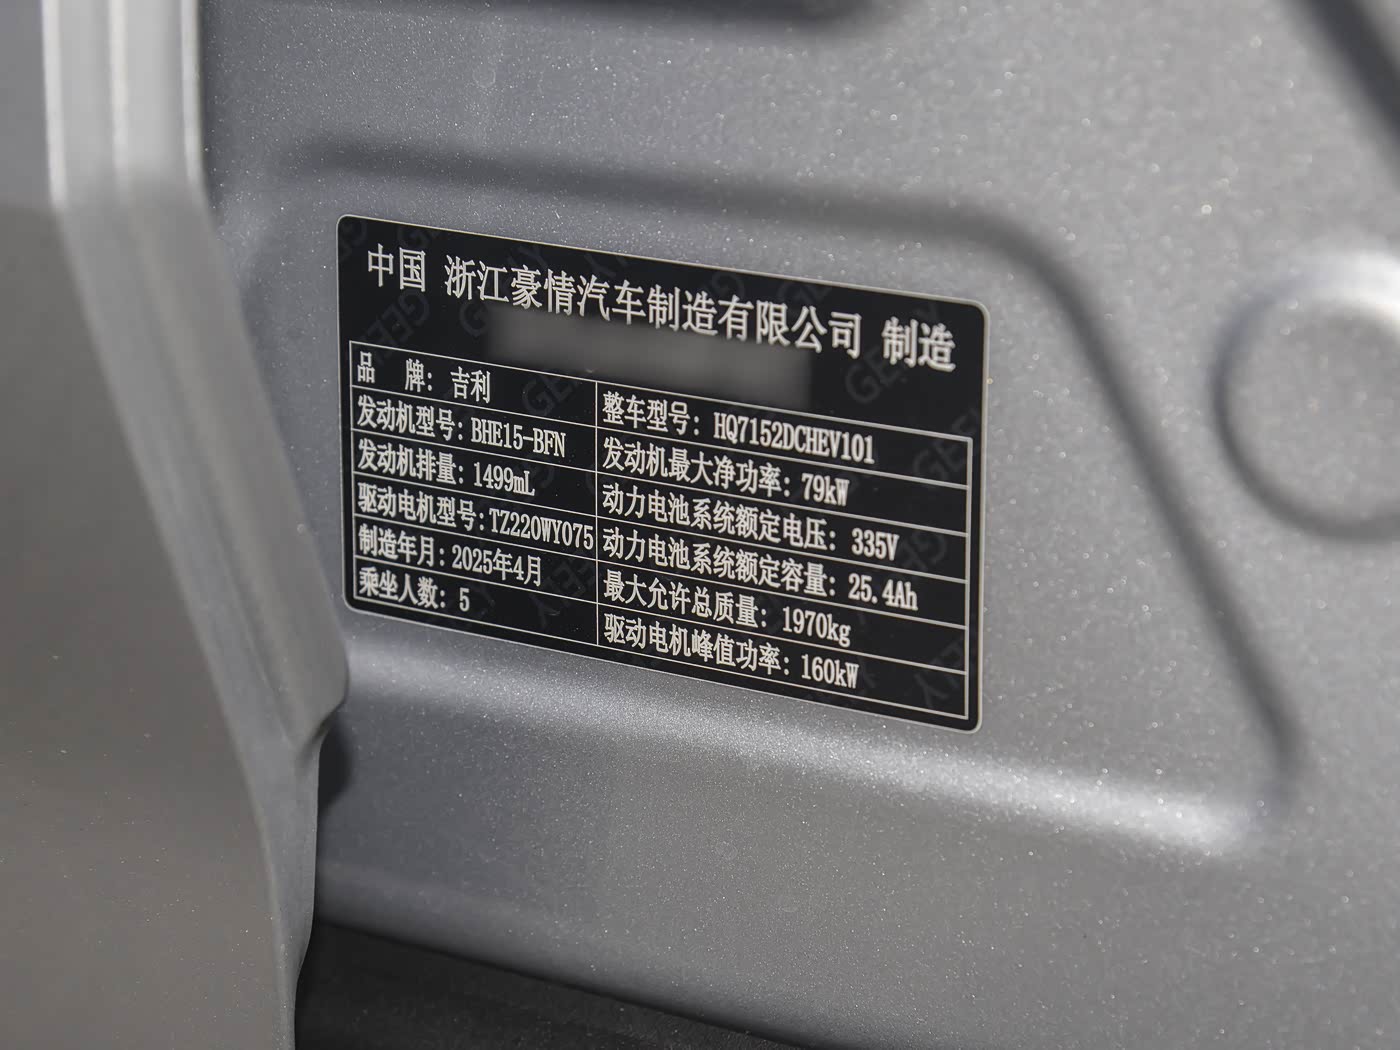 中国 浙江豪情汽车制造有限公司 制造
品 牌: 吉利
整车型号: HQ7152DCHEV101
发动机型号: BHE15-BFN
发动机最大净功率: 79kW
发动机排量: 1499mL
动力电池系统额定电压: 335V
驱动电机型号: TZ220WY075
动力电池系统额定容量: 25.4Ah
制造年月: 2025年4月
最大允许总质量: 1970kg
乘坐人数: 5
驱动电机峰值功率: 160kW